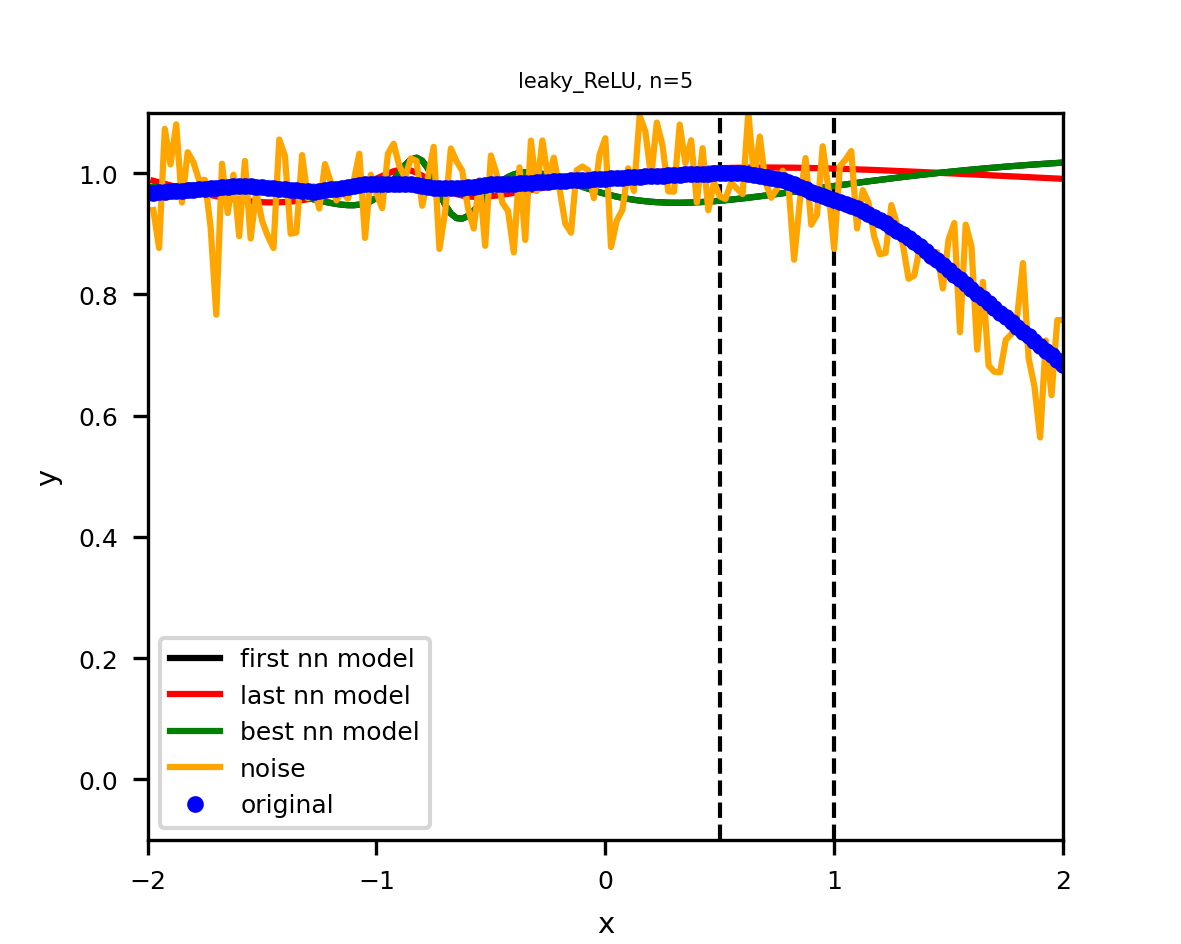 leaky_ReLU, n=5
y
1.0
0.8
0.6
0.4
0.2
0.0
first nn model
last nn model
best nn model
noise
original
−2
−1
0
1
2
x